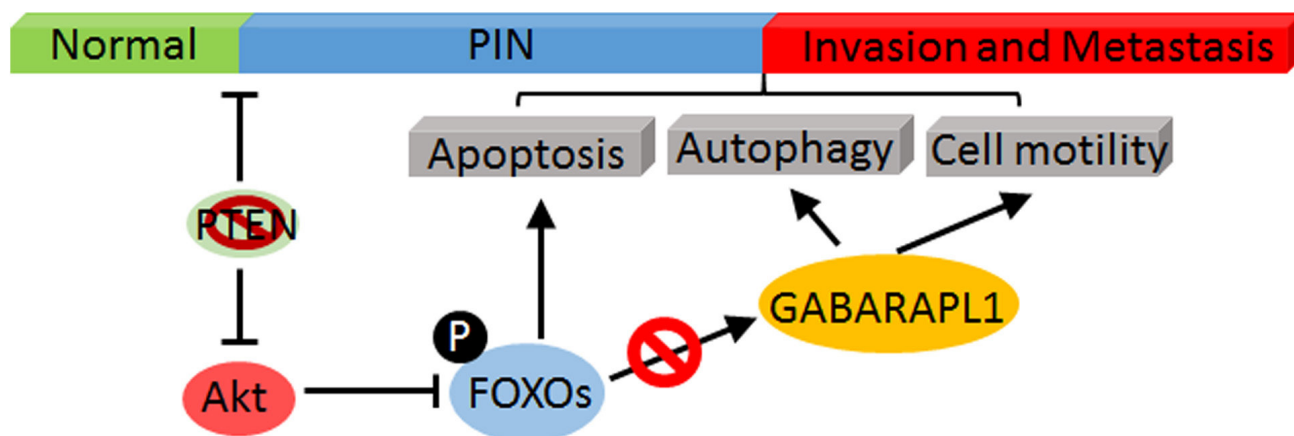 Normal
PIN
Invasion and Metastasis
Apoptosis
Autophagy
Cell motility
PTEN
GABARAPL1
P
Akt
FOXOs